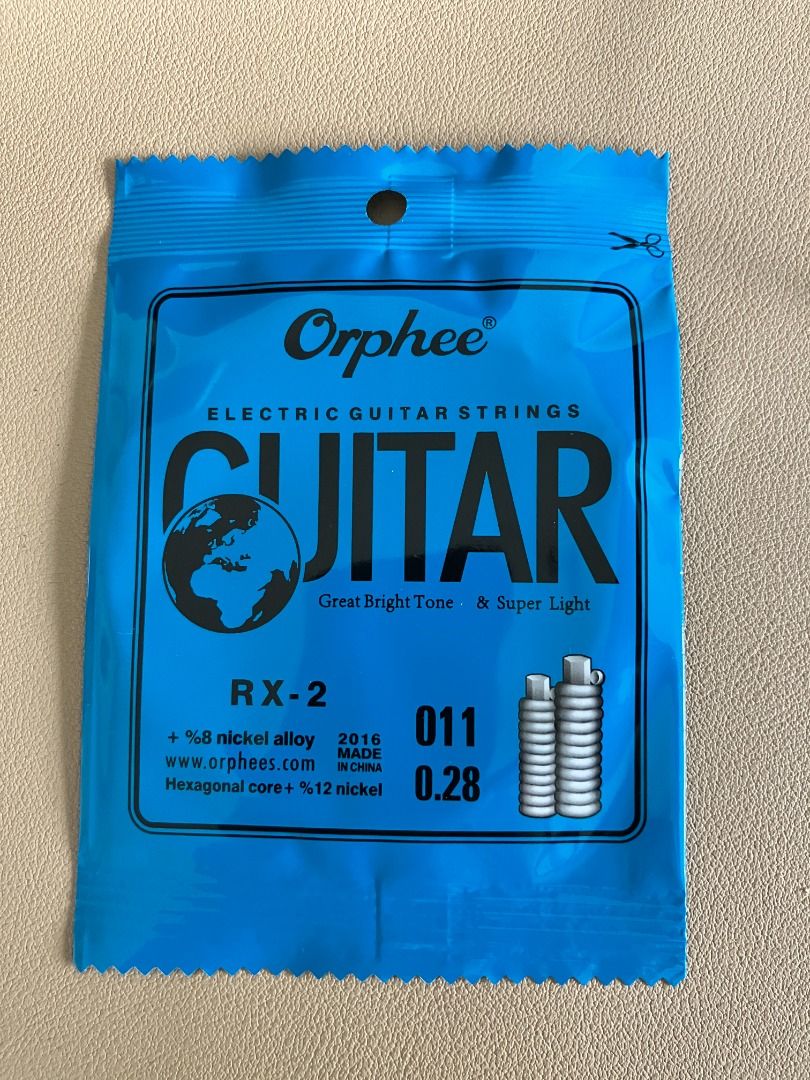 Orphee®
ELECTRIC GUITAR STRINGS
GUITAR
Great Bright Tone & Super Light
RX-2
+ %8 nickel alloy
www.orphees.com
Hexagonal core+ %12 nickel
2016
MADE
IN CHINA
011
0.28